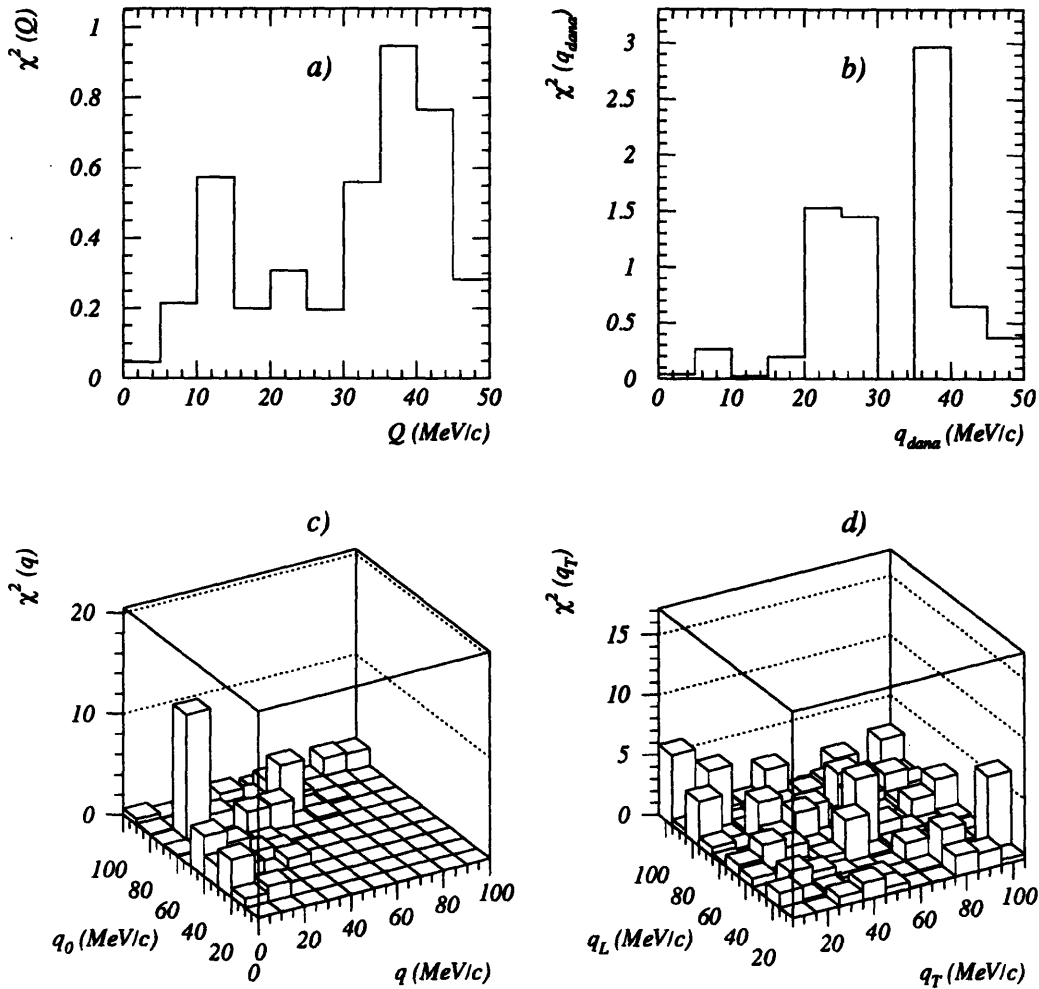 χ² (Q)
a)
1
0.8
0.6
0.4
0.2
0
0 10 20 30 40 50
Q (MeV/c)
χ² (q_dana)
b)
3
2.5
2
1.5
1
0.5
0
0 10 20 30 40 50
q_dana (MeV/c)
c)
χ² (q)
20
10
0
100
80
60
40
20
0
q₀ (MeV/c)
0
20
40
60
80
100
q (MeV/c)
d)
χ² (q_T)
15
10
5
0
100
80
60
40
20
q_L (MeV/c)
20
40
60
80
100
q_T (MeV/c)